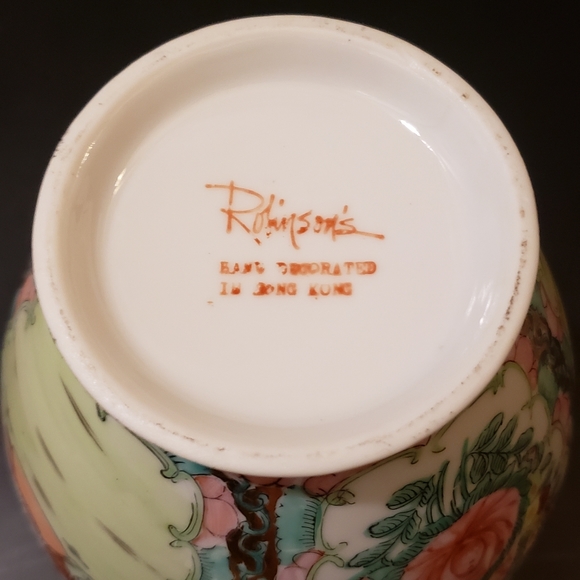 Robinson's
HAND DECORATED
IN HONG KONG